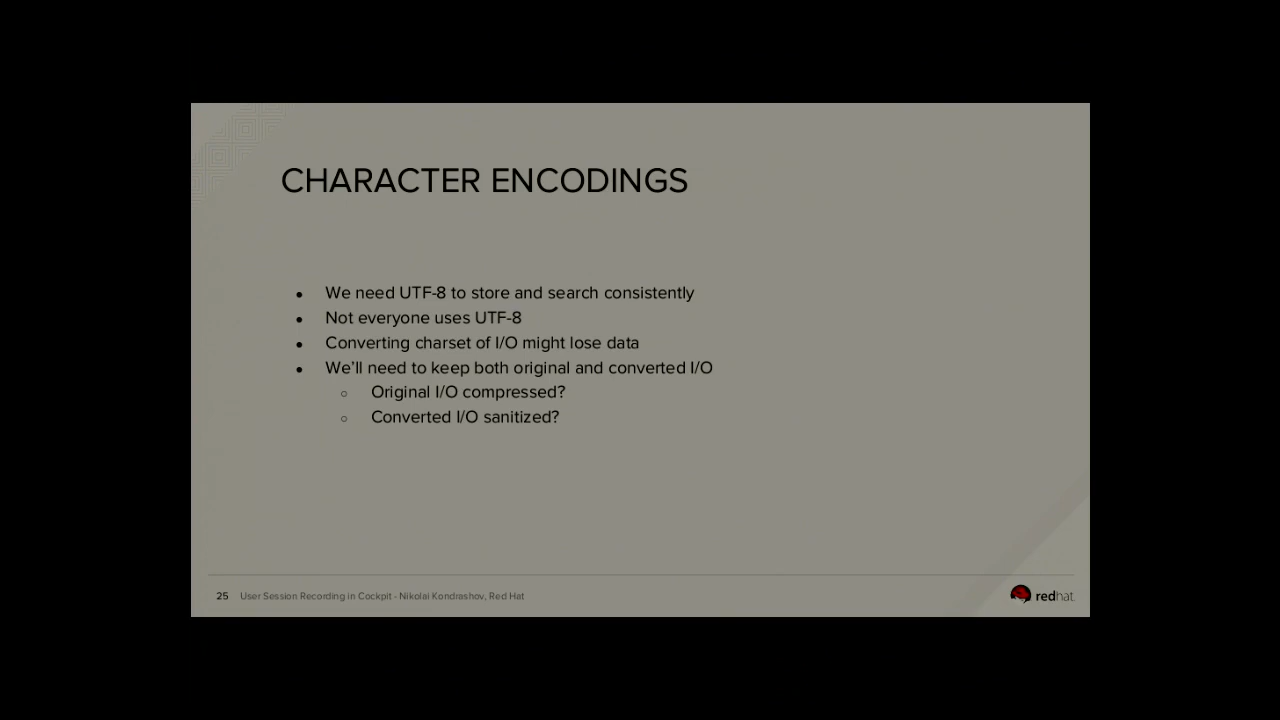 CHARACTER ENCODINGS
● We need UTF-8 to store and search consistently
● Not everyone uses UTF-8
● Converting charset of I/O might lose data
● We'll need to keep both original and converted I/O
○ Original I/O compressed?
○ Converted I/O sanitized?
25 User Session Recording in Cockpit - Nikolai Kondrashov, Red Hat
redhat